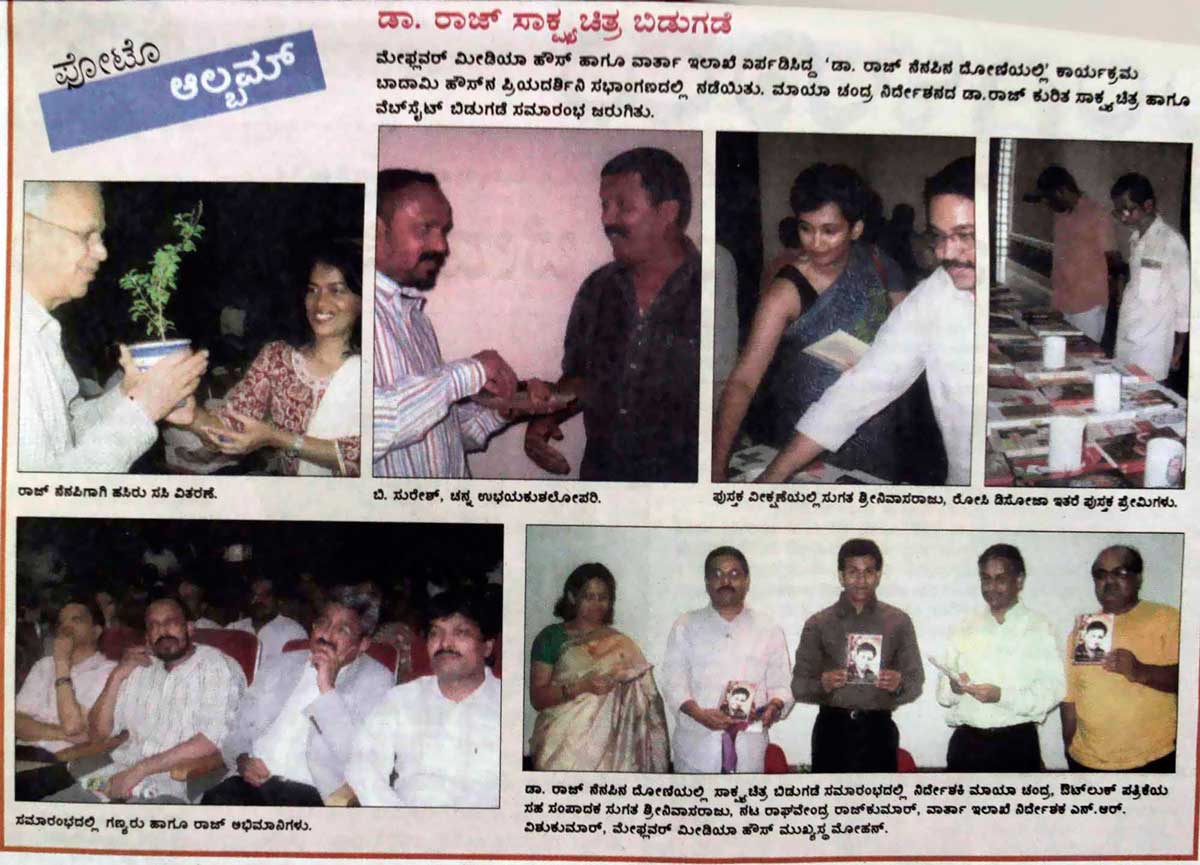 ಫೋಟೊ
ಆಲ್ಬಮ್
ಡಾ. ರಾಜ್ ಸಾಕ್ಷ್ಯಚಿತ್ರ ಬಿಡುಗಡೆ
ಮೇಫ್ಲವರ್ ಮೀಡಿಯಾ ಹೌಸ್ ಹಾಗೂ ವಾರ್ತಾ ಇಲಾಖೆ ಏರ್ಪಡಿಸಿದ್ದ 'ಡಾ. ರಾಜ್ ನೆನಪಿನ ದೋಣಿಯಲ್ಲಿ' ಕಾರ್ಯಕ್ರಮ
ಬಾದಾಮಿ ಹೌಸ್‌ನ ಪ್ರಿಯದರ್ಶಿನಿ ಸಭಾಂಗಣದಲ್ಲಿ ನಡೆಯಿತು. ಮಾಯಾ ಚಂದ್ರ ನಿರ್ದೇಶನದ ಡಾ.ರಾಜ್ ಕುರಿತ ಸಾಕ್ಷ್ಯಚಿತ್ರ ಹಾಗೂ
ವೆಬ್‌ಸೈಟ್ ಬಿಡುಗಡೆ ಸಮಾರಂಭ ಜರುಗಿತು.
ರಾಜ್ ನೆನಪಿಗಾಗಿ ಹಸಿರು ಸಸಿ ವಿತರಣೆ.
ಬಿ. ಸುರೇಶ್, ಚನ್ನ ಉಭಯಕುಶಲೋಪರಿ.
ಪುಸ್ತಕ ವೀಕ್ಷಣೆಯಲ್ಲಿ ಸುಗತ ಶ್ರೀನಿವಾಸರಾಜು, ರೋಸಿ ಡಿಸೋಜಾ ಇತರೆ ಪುಸ್ತಕ ಪ್ರೇಮಿಗಳು.
ಸಮಾರಂಭದಲ್ಲಿ ಗಣ್ಯರು ಹಾಗೂ ರಾಜ್ ಅಭಿಮಾನಿಗಳು.
ಡಾ. ರಾಜ್ ನೆನಪಿನ ದೋಣಿಯಲ್ಲಿ ಸಾಕ್ಷ್ಯಚಿತ್ರ ಬಿಡುಗಡೆ ಸಮಾರಂಭದಲ್ಲಿ ನಿರ್ದೇಶಕಿ ಮಾಯಾ ಚಂದ್ರ, ಔಟ್‌ಲುಕ್ ಪತ್ರಿಕೆಯ
ಸಹ ಸಂಪಾದಕ ಸುಗತ ಶ್ರೀನಿವಾಸರಾಜು, ನಟ ರಾಘವೇಂದ್ರ ರಾಜ್‌ಕುಮಾರ್, ವಾರ್ತಾ ಇಲಾಖೆ ನಿರ್ದೇಶಕ ಎನ್.ಆರ್.
ವಿಶುಕುಮಾರ್, ಮೇಫ್ಲವರ್ ಮೀಡಿಯಾ ಹೌಸ್ ಮುಖ್ಯಸ್ಥ ಮೋಹನ್.